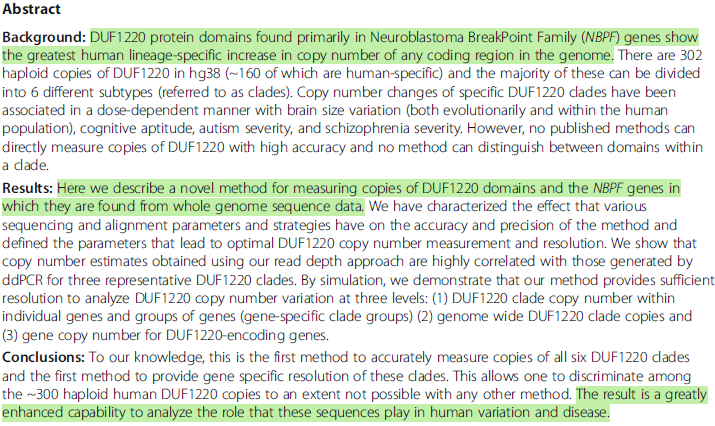 Abstract
Background: DUF1220 protein domains found primarily in Neuroblastoma BreakPoint Family (NBPF) genes show
the greatest human lineage-specific increase in copy number of any coding region in the genome. There are 302
haploid copies of DUF1220 in hg38 (~160 of which are human-specific) and the majority of these can be divided
into 6 different subtypes (referred to as clades). Copy number changes of specific DUF1220 clades have been
associated in a dose-dependent manner with brain size variation (both evolutionarily and within the human
population), cognitive aptitude, autism severity, and schizophrenia severity. However, no published methods can
directly measure copies of DUF1220 with high accuracy and no method can distinguish between domains within
a clade.
Results: Here we describe a novel method for measuring copies of DUF1220 domains and the NBPF genes in
which they are found from whole genome sequence data. We have characterized the effect that various
sequencing and alignment parameters and strategies have on the accuracy and precision of the method and
defined the parameters that lead to optimal DUF1220 copy number measurement and resolution. We show that
copy number estimates obtained using our read depth approach are highly correlated with those generated by
ddPCR for three representative DUF1220 clades. By simulation, we demonstrate that our method provides sufficient
resolution to analyze DUF1220 copy number variation at three levels: (1) DUF1220 clade copy number within
individual genes and groups of genes (gene-specific clade groups) (2) genome wide DUF1220 clade copies and
(3) gene copy number for DUF1220-encoding genes.
Conclusions: To our knowledge, this is the first method to accurately measure copies of all six DUF1220 clades
and the first method to provide gene specific resolution of these clades. This allows one to discriminate among
the ~300 haploid human DUF1220 copies to an extent not possible with any other method. The result is a greatly
enhanced capability to analyze the role that these sequences play in human variation and disease.